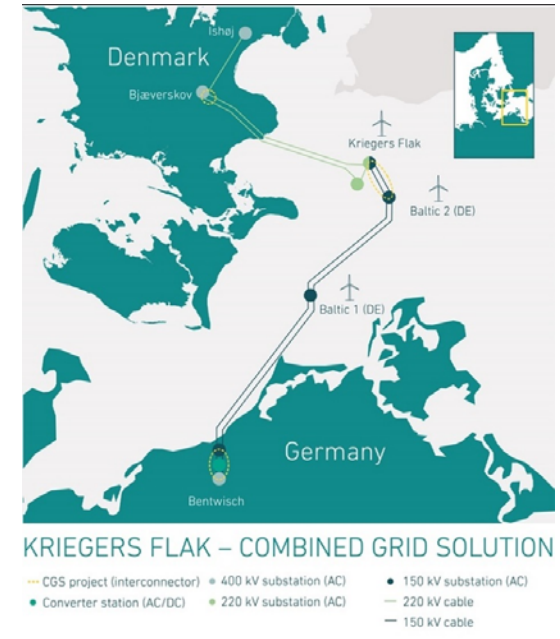 Ishøj
Denmark
Bjæverskov
Kriegers Flak
Baltic 2 (DE)
Baltic 1 (DE)
Germany
Bentwisch
KRIEGERS FLAK – COMBINED GRID SOLUTION
CGS project (interconnector)
Converter station (AC/DC)
400 kV substation (AC)
220 kV substation (AC)
150 kV substation (AC)
220 kV cable
150 kV cable